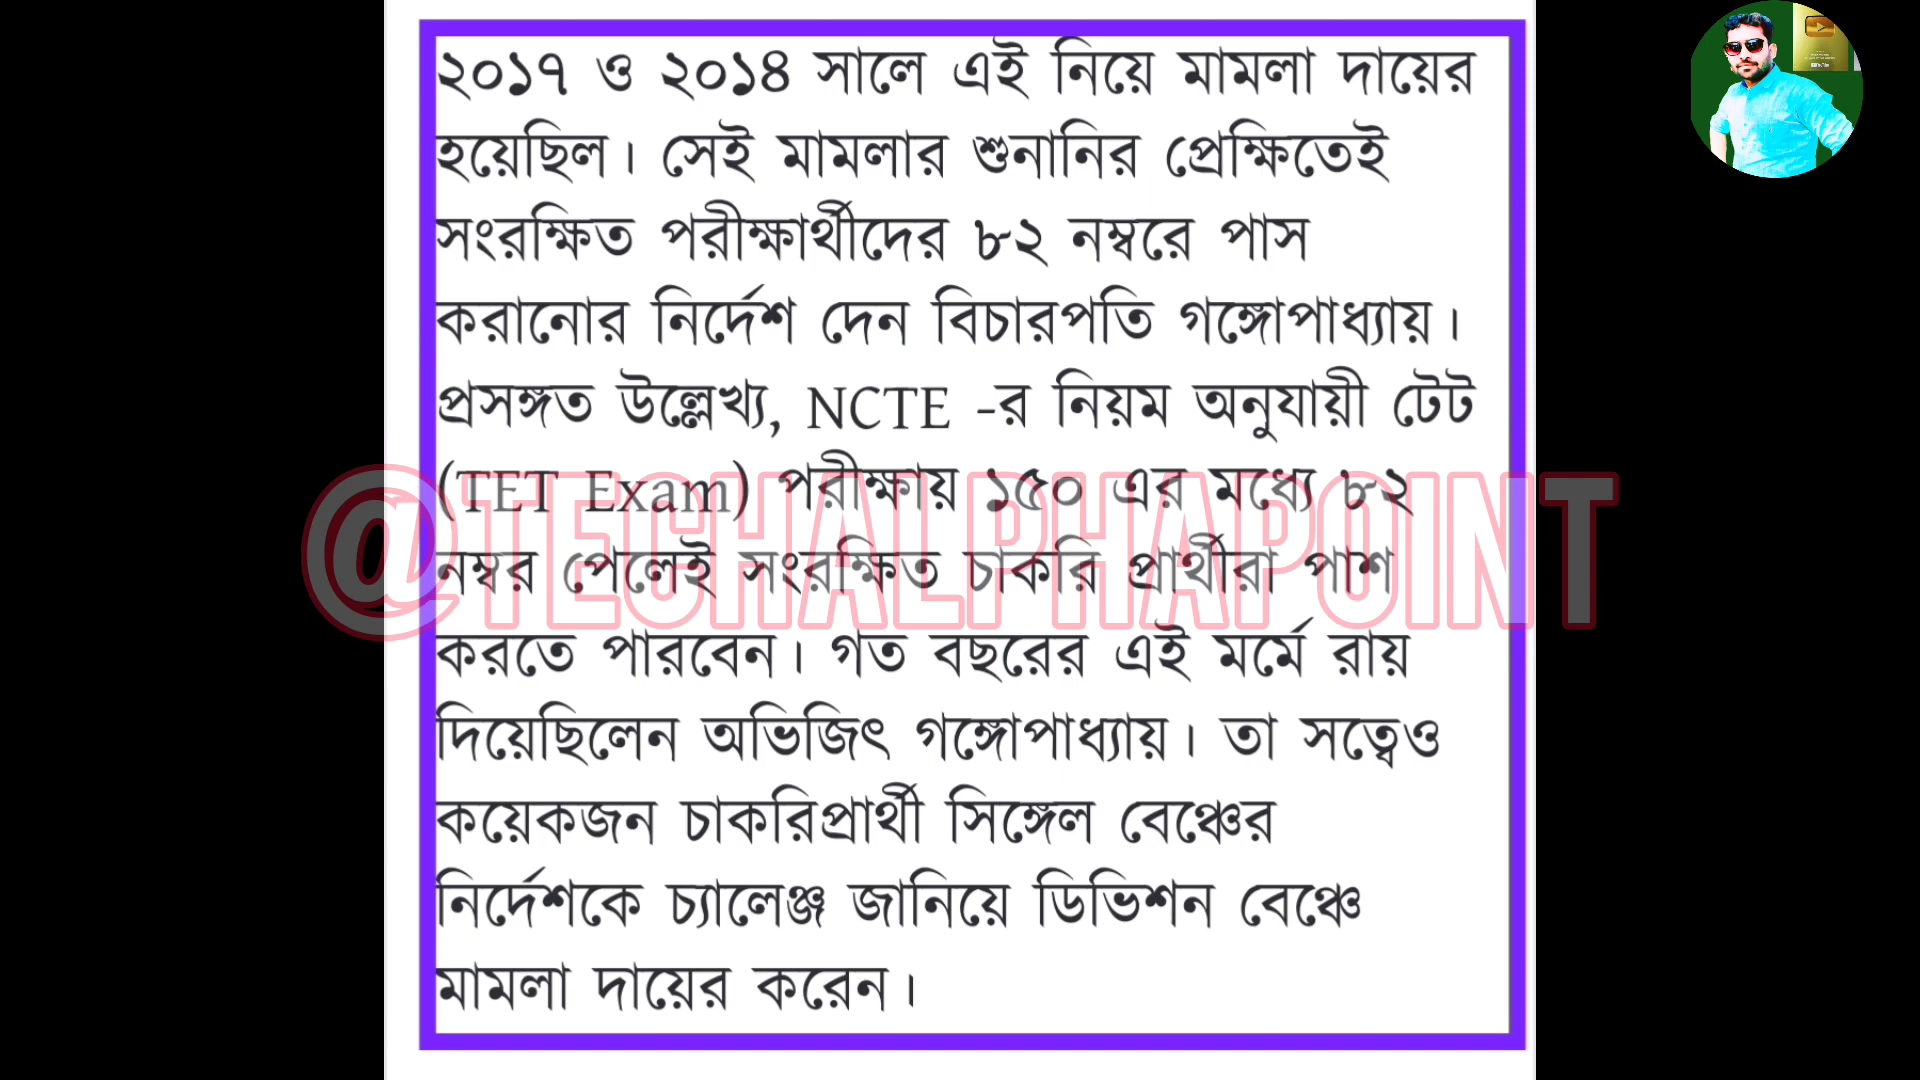 ২০১৭ ও ২০১৪ সালে এই নিয়ে মামলা দায়ের
হয়েছিল। সেই মামলার শুনানির প্রেক্ষিতেই
সংরক্ষিত পরীক্ষার্থীদের ৮২ নম্বরে পাস
করানোর নির্দেশ দেন বিচারপতি গঙ্গোপাধ্যায়।
প্রসঙ্গত উল্লেখ্য, NCTE -র নিয়ম অনুযায়ী টেট
(TET Exam) পরীক্ষায় ১৫০ এর মধ্যে ৮২
@TECHALPHAPOINT
নম্বর পেলেই সংরক্ষিত চাকরি প্রার্থীরা পাশ
করতে পারবেন। গত বছরের এই মর্মে রায়
দিয়েছিলেন অভিজিৎ গঙ্গোপাধ্যায়। তা সত্বেও
কয়েকজন চাকরিপ্রার্থী সিঙ্গেল বেঞ্চের
নির্দেশকে চ্যালেঞ্জ জানিয়ে ডিভিশন বেঞ্চে
মামলা দায়ের করেন।